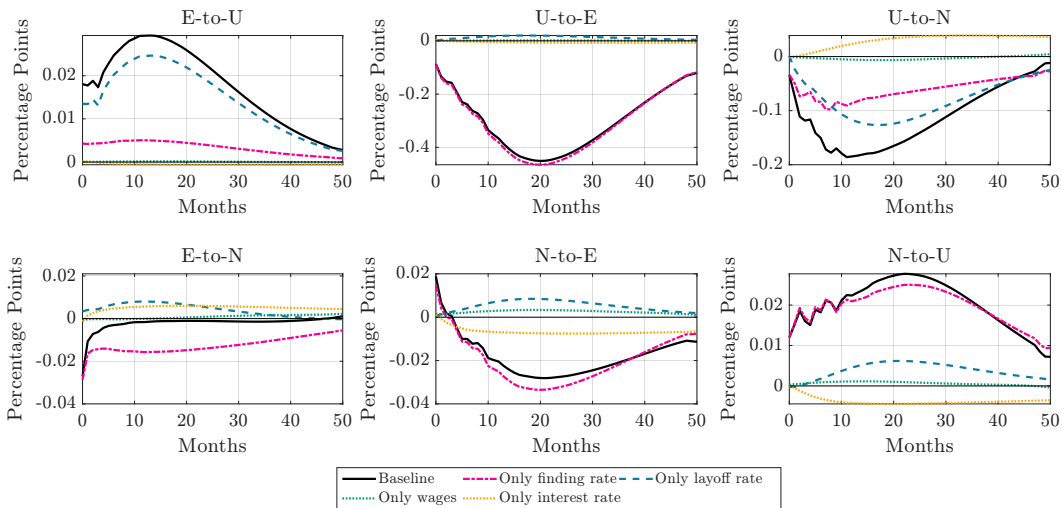 E-to-U
Percentage Points
0.02
0.01
0
0 10 20 30 40 50
Months
U-to-E
Percentage Points
0
-0.2
-0.4
0 10 20 30 40 50
Months
U-to-N
Percentage Points
0
-0.1
-0.2
0 10 20 30 40 50
Months
E-to-N
Percentage Points
0.02
0
-0.02
-0.04
0 10 20 30 40 50
Months
N-to-E
Percentage Points
0.02
0
-0.02
-0.04
0 10 20 30 40 50
Months
N-to-U
Percentage Points
0.02
0.01
0
0 10 20 30 40 50
Months
Baseline Only finding rate Only layoff rate
Only wages Only interest rate